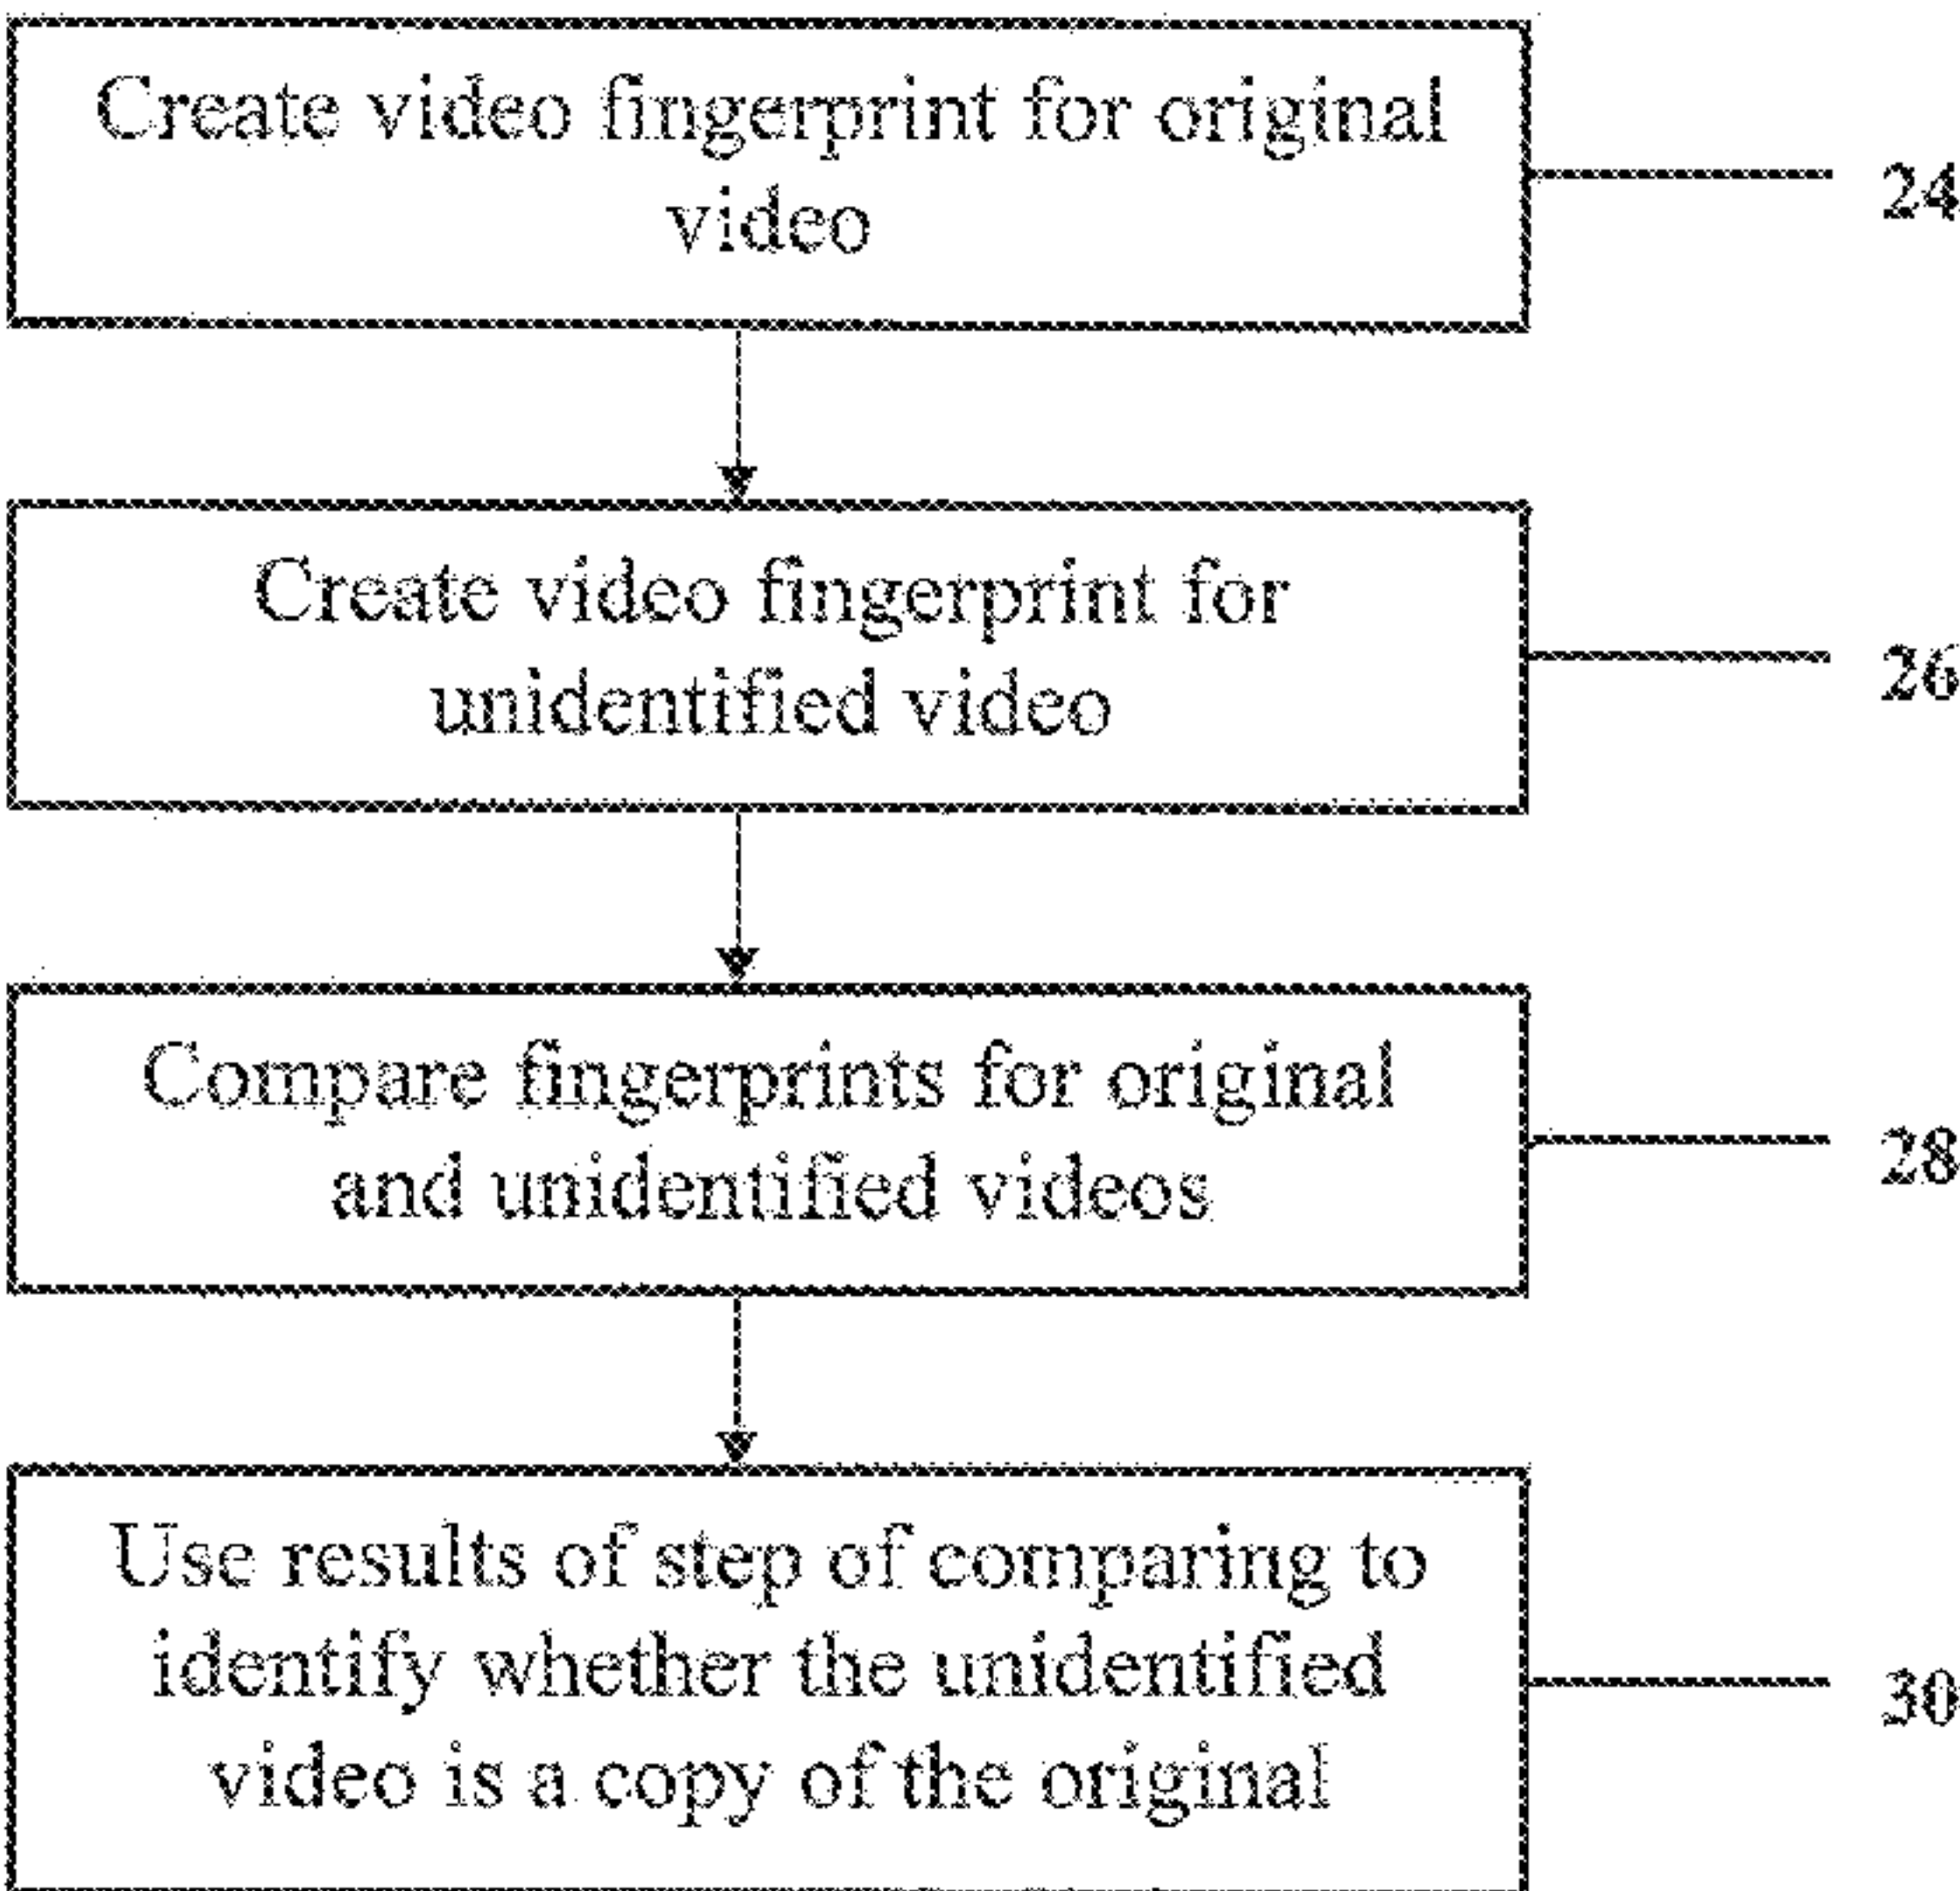 Create video fingerprint for original
video
24
Create video fingerprint for
unidentified video
26
Compare fingerprints for original
and unidentified videos
28
Use results of step of comparing to
identify whether the unidentified
video is a copy of the original
30